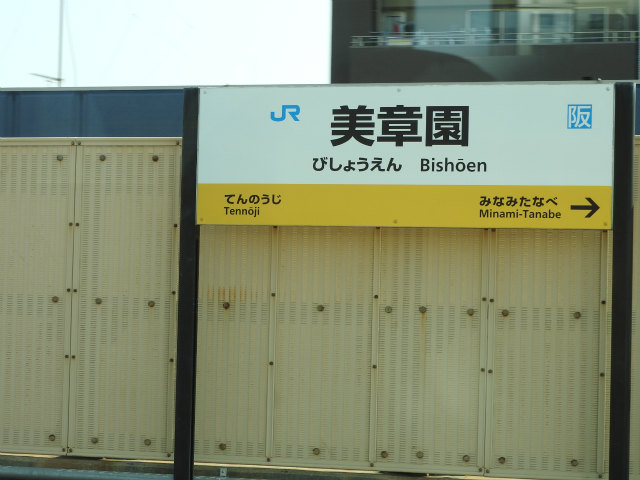 JR 美章園 阪
びしょうえん Bishōen
てんのうじ みなみたなべ
Tennōji Minami-Tanabe →